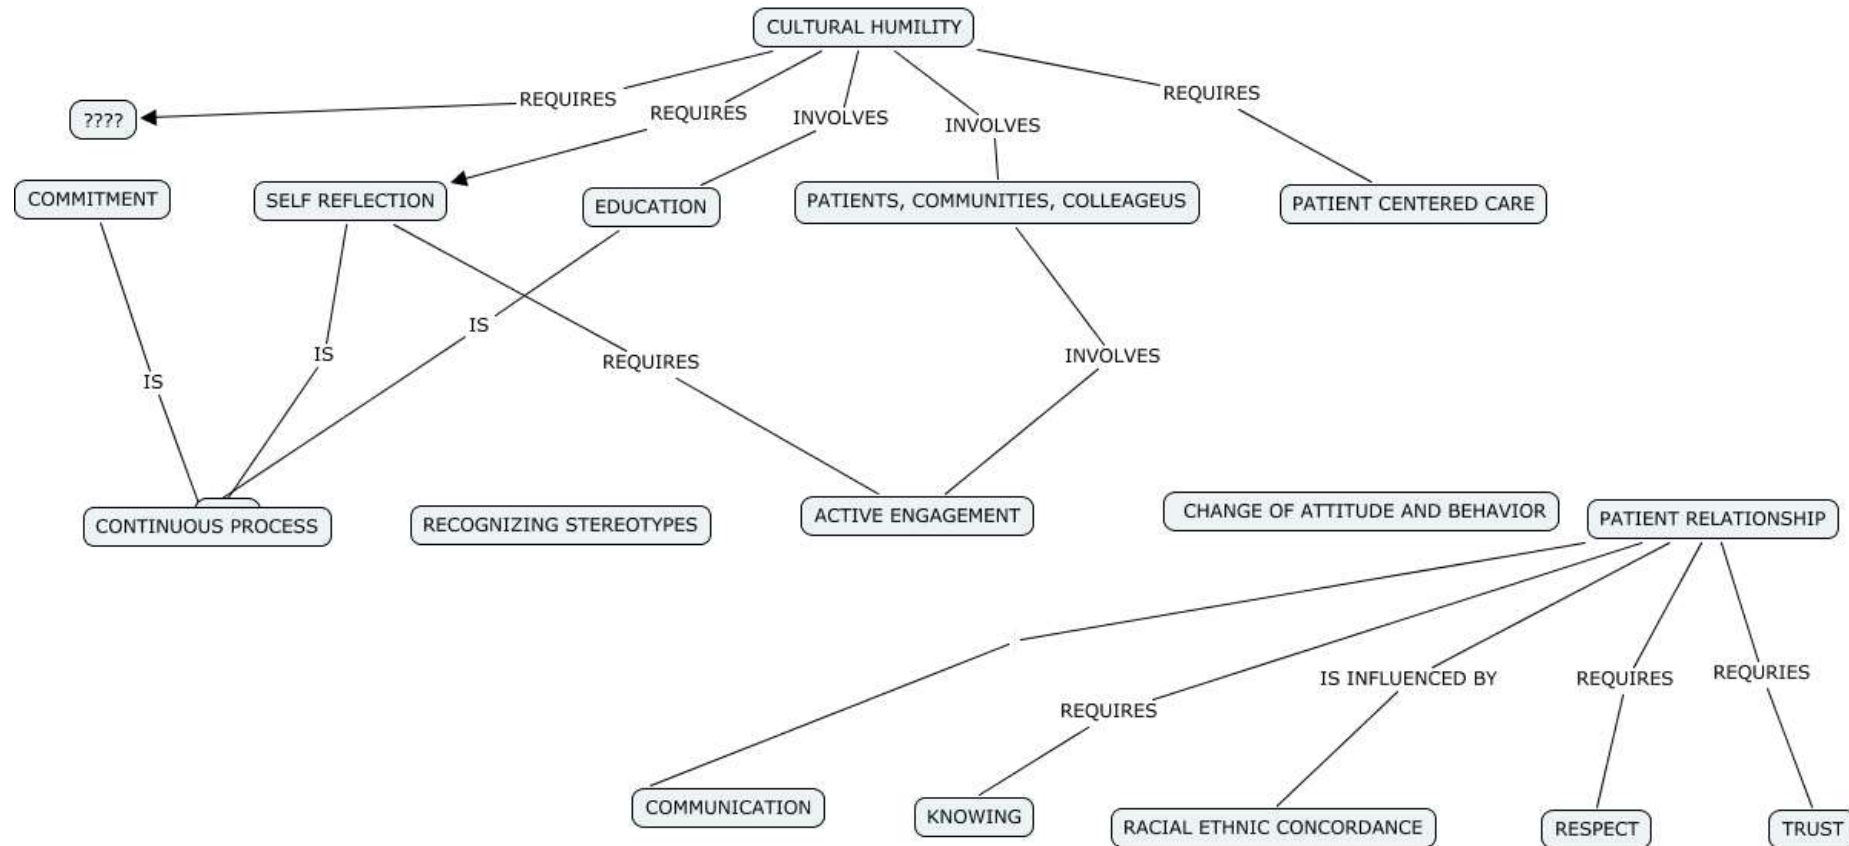 CULTURAL HUMILITY
REQUIRES
REQUIRES
INVOLVES
INVOLVES
REQUIRES
????
COMMITMENT
SELF REFLECTION
EDUCATION
PATIENTS, COMMUNITIES, COLLEAGEUS
PATIENT CENTERED CARE
IS
IS
IS
REQUIRES
INVOLVES
CONTINUOUS PROCESS
RECOGNIZING STEREOTYPES
ACTIVE ENGAGEMENT
CHANGE OF ATTITUDE AND BEHAVIOR
PATIENT RELATIONSHIP
REQUIRES
IS INFLUENCED BY
REQUIRES
REQURIES
COMMUNICATION
KNOWING
RACIAL ETHNIC CONCORDANCE
RESPECT
TRUST